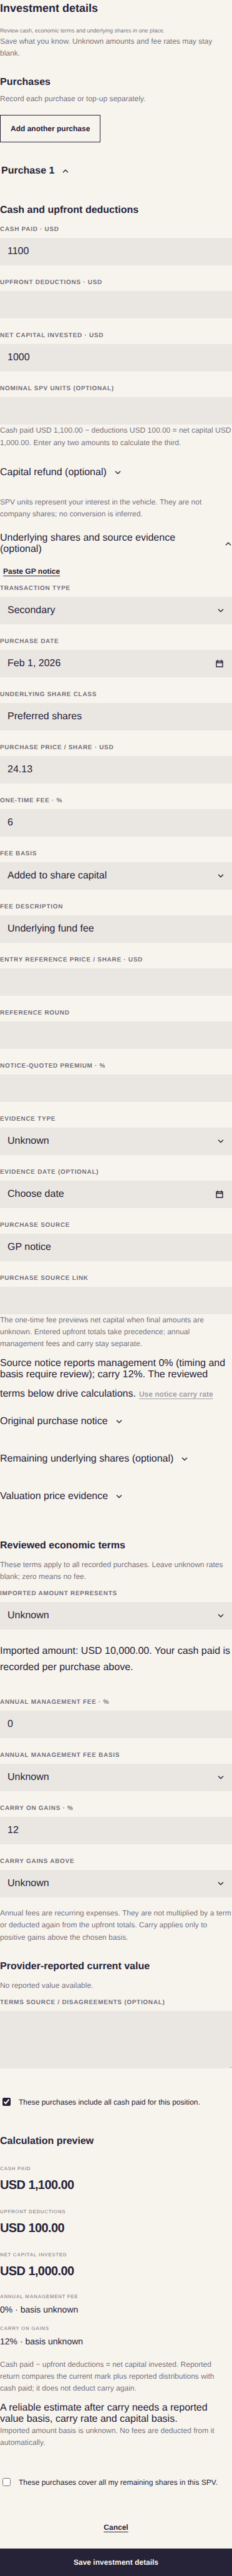 Investment details
Review cash, economic terms and underlying shares in one place.
Save what you know. Unknown amounts and fee rates may stay
blank.
Purchases
Record each purchase or top-up separately.
Add another purchase
Purchase 1
Cash and upfront deductions
CASH PAID · USD
1100
UPFRONT DEDUCTIONS · USD
NET CAPITAL INVESTED · USD
1000
NOMINAL SPV UNITS (OPTIONAL)
Cash paid USD 1,100.00 − deductions USD 100.00 = net capital USD
1,000.00. Enter any two amounts to calculate the third.
Capital refund (optional)
SPV units represent your interest in the vehicle. They are not
company shares; no conversion is inferred.
Underlying shares and source evidence
(optional)
Paste GP notice
TRANSACTION TYPE
Secondary
PURCHASE DATE
Feb 1, 2026
UNDERLYING SHARE CLASS
Preferred shares
PURCHASE PRICE / SHARE · USD
24.13
ONE-TIME FEE · %
6
FEE BASIS
Added to share capital
FEE DESCRIPTION
Underlying fund fee
ENTRY REFERENCE PRICE / SHARE · USD
REFERENCE ROUND
NOTICE-QUOTED PREMIUM · %
EVIDENCE TYPE
Unknown
EVIDENCE DATE (OPTIONAL)
Choose date
PURCHASE SOURCE
GP notice
PURCHASE SOURCE LINK
The one-time fee previews net capital when final amounts are
unknown. Entered upfront totals take precedence; annual
management fees and carry stay separate.
Source notice reports management 0% (timing and
basis require review); carry 12%. The reviewed
terms below drive calculations. Use notice carry rate
Original purchase notice
Remaining underlying shares (optional)
Valuation price evidence
Reviewed economic terms
These terms apply to all recorded purchases. Leave unknown rates
blank; zero means no fee.
IMPORTED AMOUNT REPRESENTS
Unknown
Imported amount: USD 10,000.00. Your cash paid is
recorded per purchase above.
ANNUAL MANAGEMENT FEE · %
0
ANNUAL MANAGEMENT FEE BASIS
Unknown
CARRY ON GAINS · %
12
CARRY GAINS ABOVE
Unknown
Annual fees are recurring expenses. They are not multiplied by a term
or deducted again from the upfront totals. Carry applies only to
positive gains above the chosen basis.
Provider-reported current value
No reported value available.
TERMS SOURCE / DISAGREEMENTS (OPTIONAL)
These purchases include all cash paid for this position.
Calculation preview
CASH PAID
USD 1,100.00
UPFRONT DEDUCTIONS
USD 100.00
NET CAPITAL INVESTED
USD 1,000.00
ANNUAL MANAGEMENT FEE
0% · basis unknown
CARRY ON GAINS
12% · basis unknown
Cash paid − upfront deductions = net capital invested. Reported
return compares the current mark plus reported distributions with
cash paid; it does not deduct carry again.
A reliable estimate after carry needs a reported
value basis, carry rate and capital basis.
Imported amount basis is unknown. No fees are deducted from it
automatically.
These purchases cover all my remaining shares in this SPV.
Cancel
Save investment details